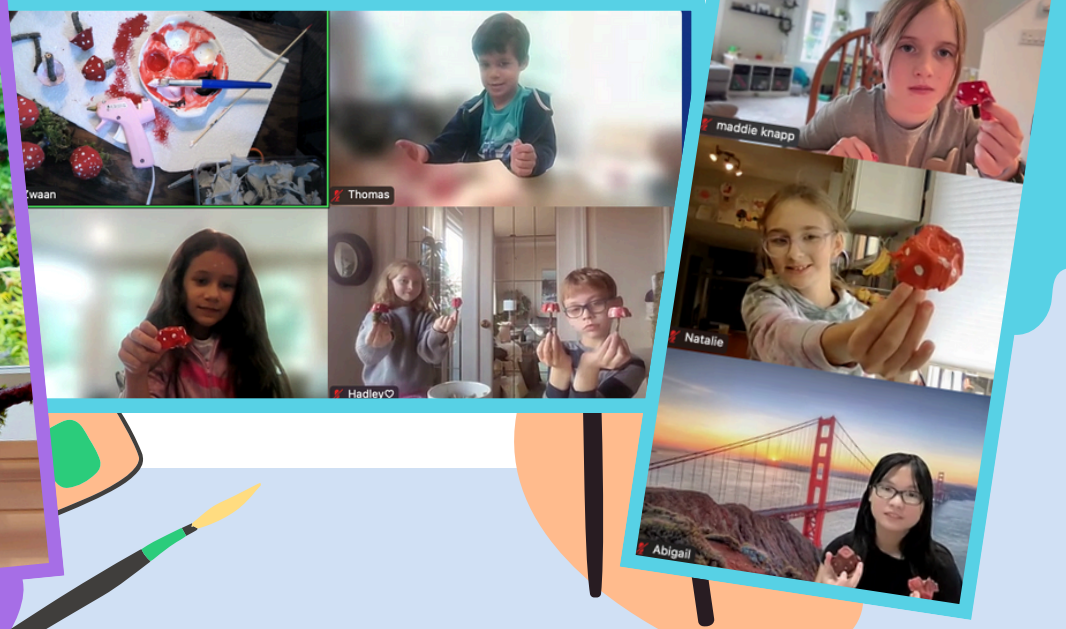 Zwaan
Thomas
Hadley♡
maddie knapp
Natalie
Abigail